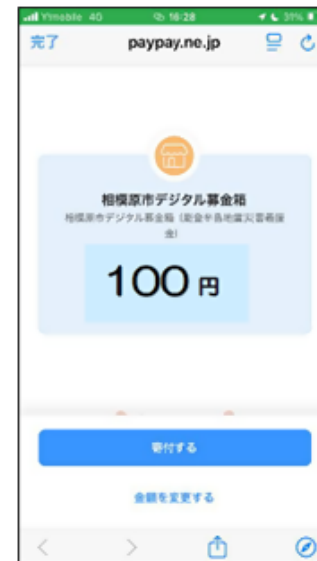 Y!mobile 4G 16:28 31%
完了 paypay.ne.jp
相模原市デジタル募金箱
相模原市デジタル募金箱（能登半島地震災害義援
金）
100 円
寄付する
金額を変更する